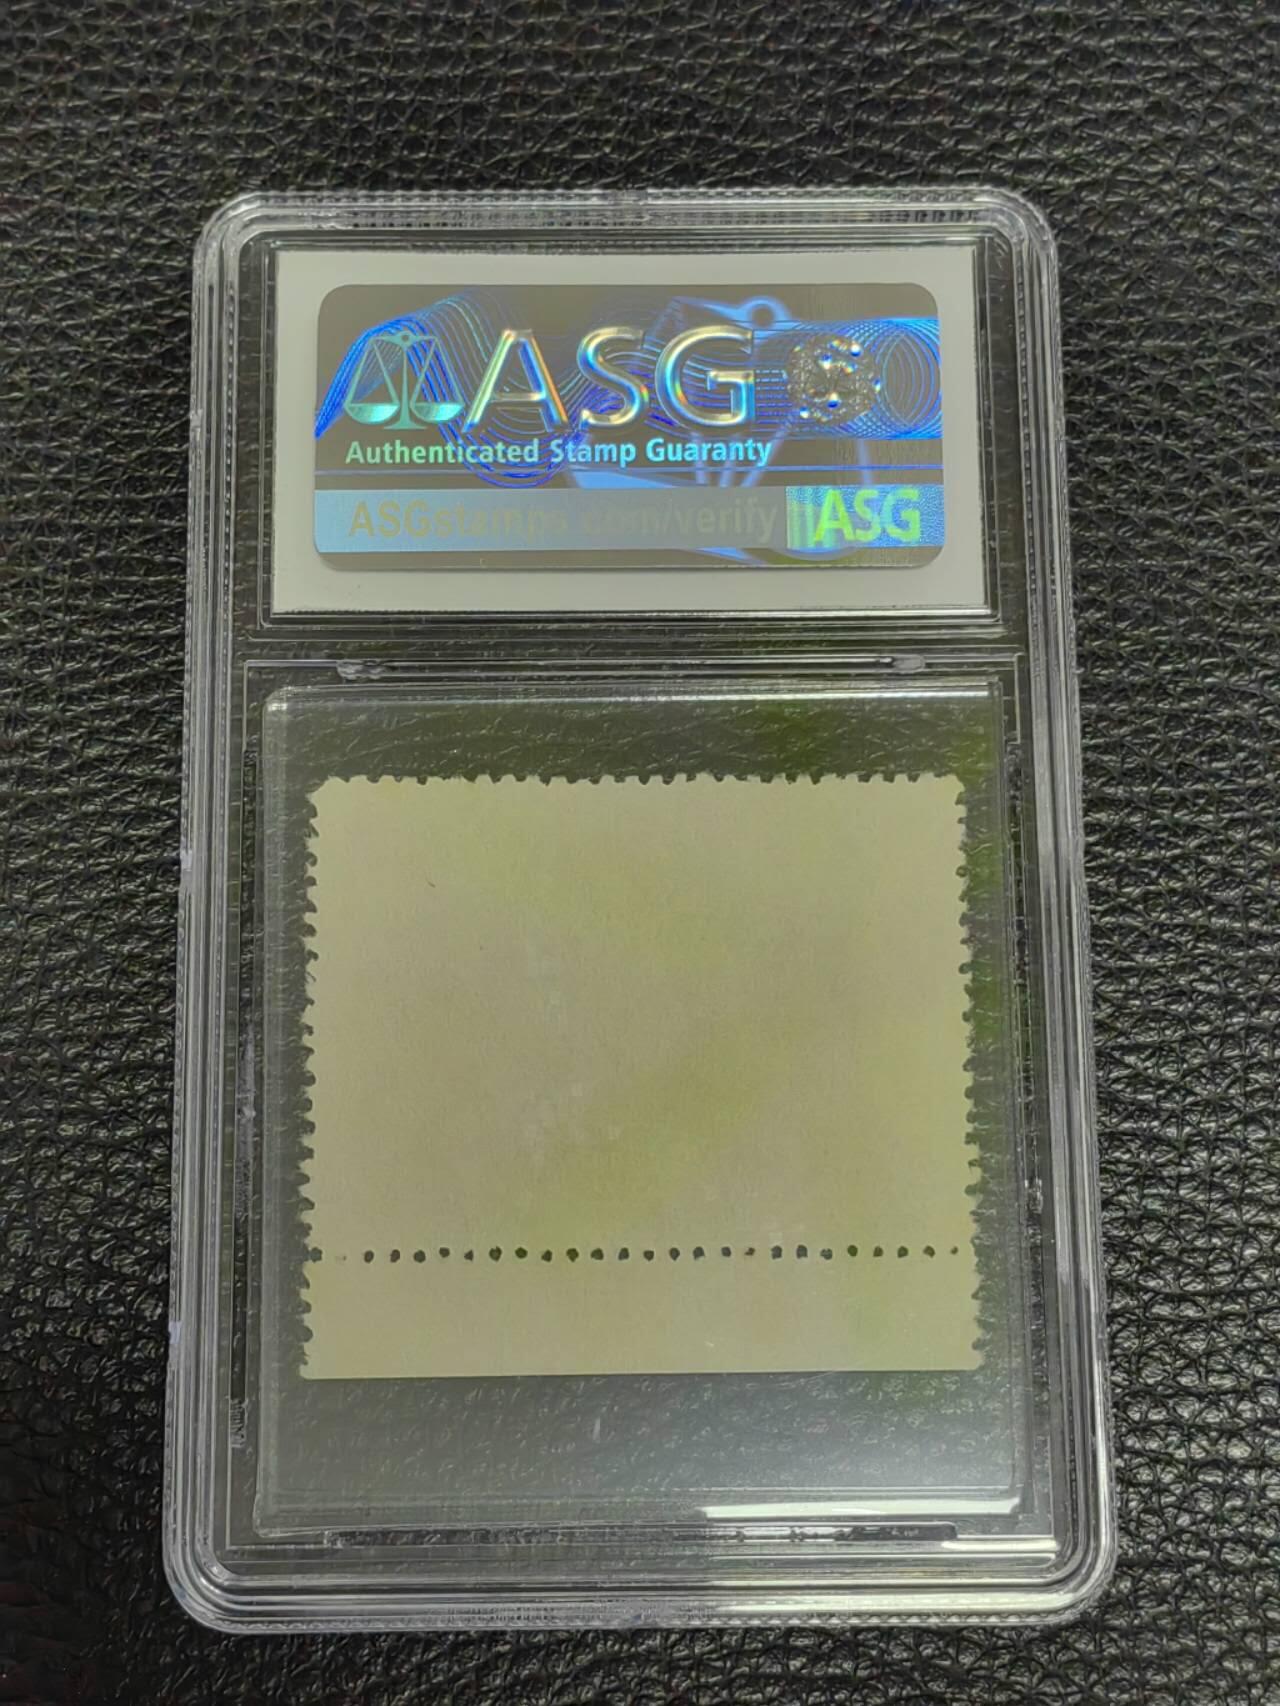 ASG
Authenticated Stamp Guaranty
ASGstamps.com/verify ASG